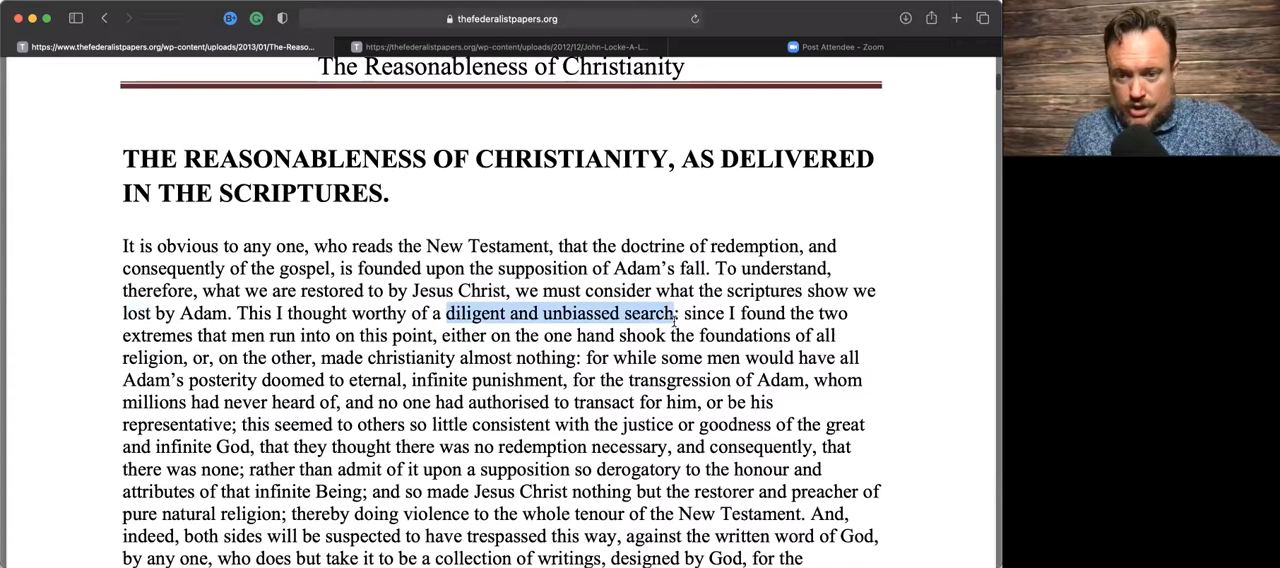 thefederalistpapers.org
https://www.thefederalistpapers.org/wp-content/uploads/2013/01/The-Reaso...
https://thefederalistpapers.org/wp-content/uploads/2012/12/John-Locke-A-L...
Post Attendee - Zoom
The Reasonableness of Christianity
THE REASONABLENESS OF CHRISTIANITY, AS DELIVERED
IN THE SCRIPTURES.
It is obvious to any one, who reads the New Testament, that the doctrine of redemption, and
consequently of the gospel, is founded upon the supposition of Adam’s fall. To understand,
therefore, what we are restored to by Jesus Christ, we must consider what the scriptures show we
lost by Adam. This I thought worthy of a diligent and unbiassed search: since I found the two
extremes that men run into on this point, either on the one hand shook the foundations of all
religion, or, on the other, made christianity almost nothing: for while some men would have all
Adam’s posterity doomed to eternal, infinite punishment, for the transgression of Adam, whom
millions had never heard of, and no one had authorised to transact for him, or be his
representative; this seemed to others so little consistent with the justice or goodness of the great
and infinite God, that they thought there was no redemption necessary, and consequently, that
there was none; rather than admit of it upon a supposition so derogatory to the honour and
attributes of that infinite Being; and so made Jesus Christ nothing but the restorer and preacher of
pure natural religion; thereby doing violence to the whole tenour of the New Testament. And,
indeed, both sides will be suspected to have trespassed this way, against the written word of God,
by any one, who does but take it to be a collection of writings, designed by God, for the